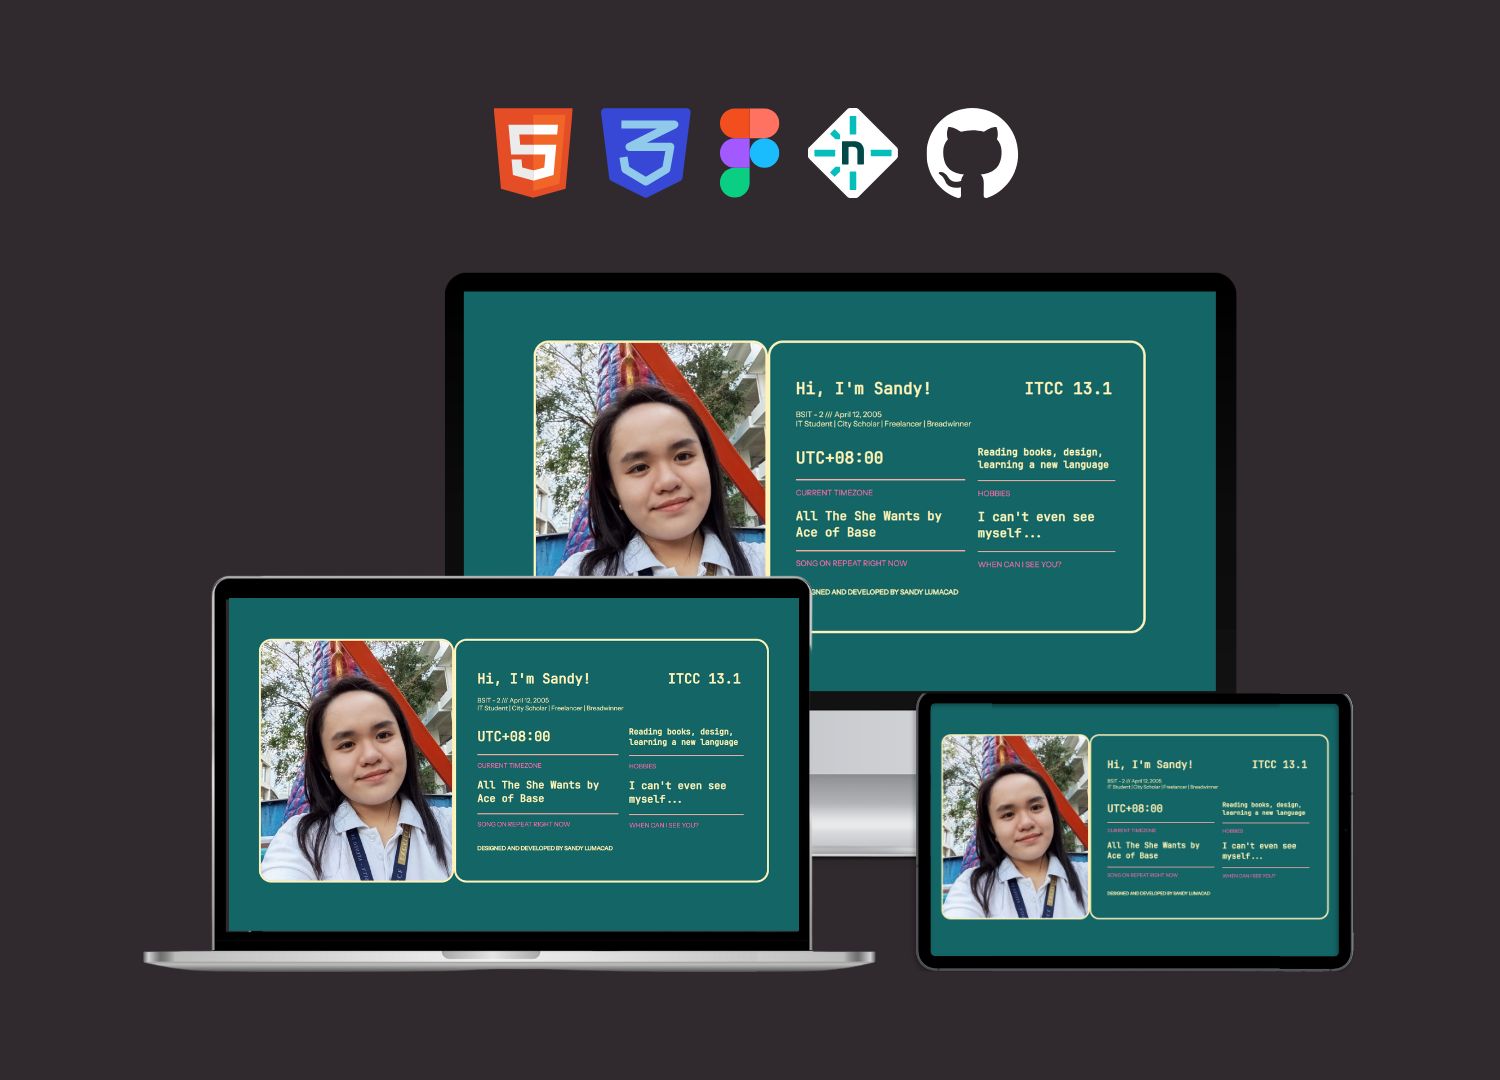 5
3
n
Hi, I'm Sandy!
ITCC 13.1
BSIT - 2 /// April 12, 2005
IT Student | City Scholar | Freelancer | Breadwinner
UTC+08:00
CURRENT TIMEZONE
Reading books, design,
learning a new language
HOBBIES
All The She Wants by
Ace of Base
SONG ON REPEAT RIGHT NOW
I can't even see
myself...
WHEN CAN I SEE YOU?
GNED AND DEVELOPED BY SANDY LUMACAD
Hi, I'm Sandy!
ITCC 13.1
BSIT - 2 /// April 12, 2005
IT Student | City Scholar | Freelancer | Breadwinner
UTC+08:00
CURRENT TIMEZONE
Reading books, design,
learning a new language
HOBBIES
All The She Wants by
Ace of Base
SONG ON REPEAT RIGHT NOW
I can't even see
myself...
WHEN CAN I SEE YOU?
DESIGNED AND DEVELOPED BY SANDY LUMACAD
Hi, I'm Sandy!
ITCC 13.1
BSIT - 2 /// April 12, 2005
IT Student | City Scholar | Freelancer | Breadwinner
UTC+08:00
CURRENT TIMEZONE
Reading books, design,
learning a new language
HOBBIES
All The She Wants by
Ace of Base
SONG ON REPEAT RIGHT NOW
I can't even see
myself...
WHEN CAN I SEE YOU?
DESIGNED AND DEVELOPED BY SANDY LUMACAD